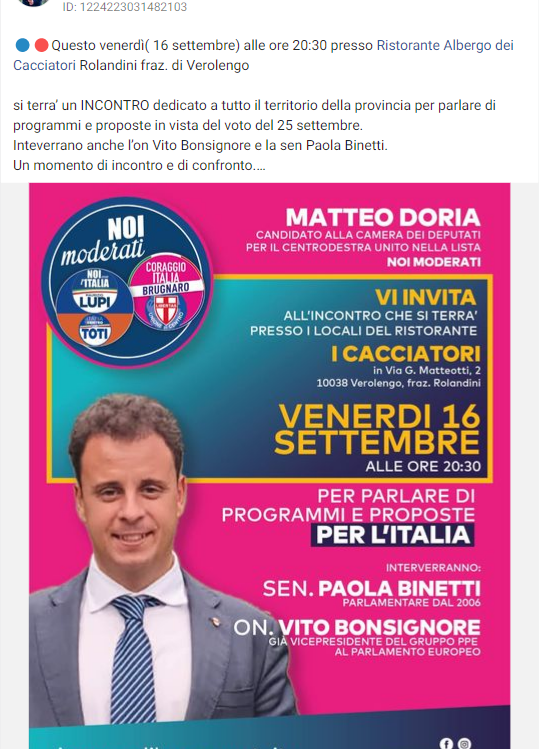 ID: 1224223031482103
🔵🔴Questo venerdì( 16 settembre) alle ore 20:30 presso Ristorante Albergo dei
Cacciatori Rolandini fraz. di Verolengo
si terra' un INCONTRO dedicato a tutto il territorio della provincia per parlare di
programmi e proposte in vista del voto del 25 settembre.
Inteverrano anche l'on Vito Bonsignore e la sen Paola Binetti.
Un momento di incontro e di confronto....
NOI
moderati
NOI
L'ITALIA
LUPI
TOTI
CORAGGIO
ITALIA
BRUGNARO
LIBERTAS
MATTEO DORIA
CANDIDATO ALLA CAMERA DEI DEPUTATI
PER IL CENTRODESTRA UNITO NELLA LISTA
NOI MODERATI
VI INVITA
ALL'INCONTRO CHE SI TERRA'
PRESSO I LOCALI DEL RISTORANTE
I CACCIATORI
in Via G. Matteotti, 2
10038 Verolengo, fraz. Rolandini
VENERDI 16
SETTEMBRE
ALLE ORE 20:30
PER PARLARE DI
PROGRAMMI E PROPOSTE
PER L'ITALIA
INTERVERRANNO:
SEN. PAOLA BINETTI
PARLAMENTARE DAL 2006
ON. VITO BONSIGNORE
GIÀ VICEPRESIDENTE DEL GRUPPO PPE
AL PARLAMENTO EUROPEO